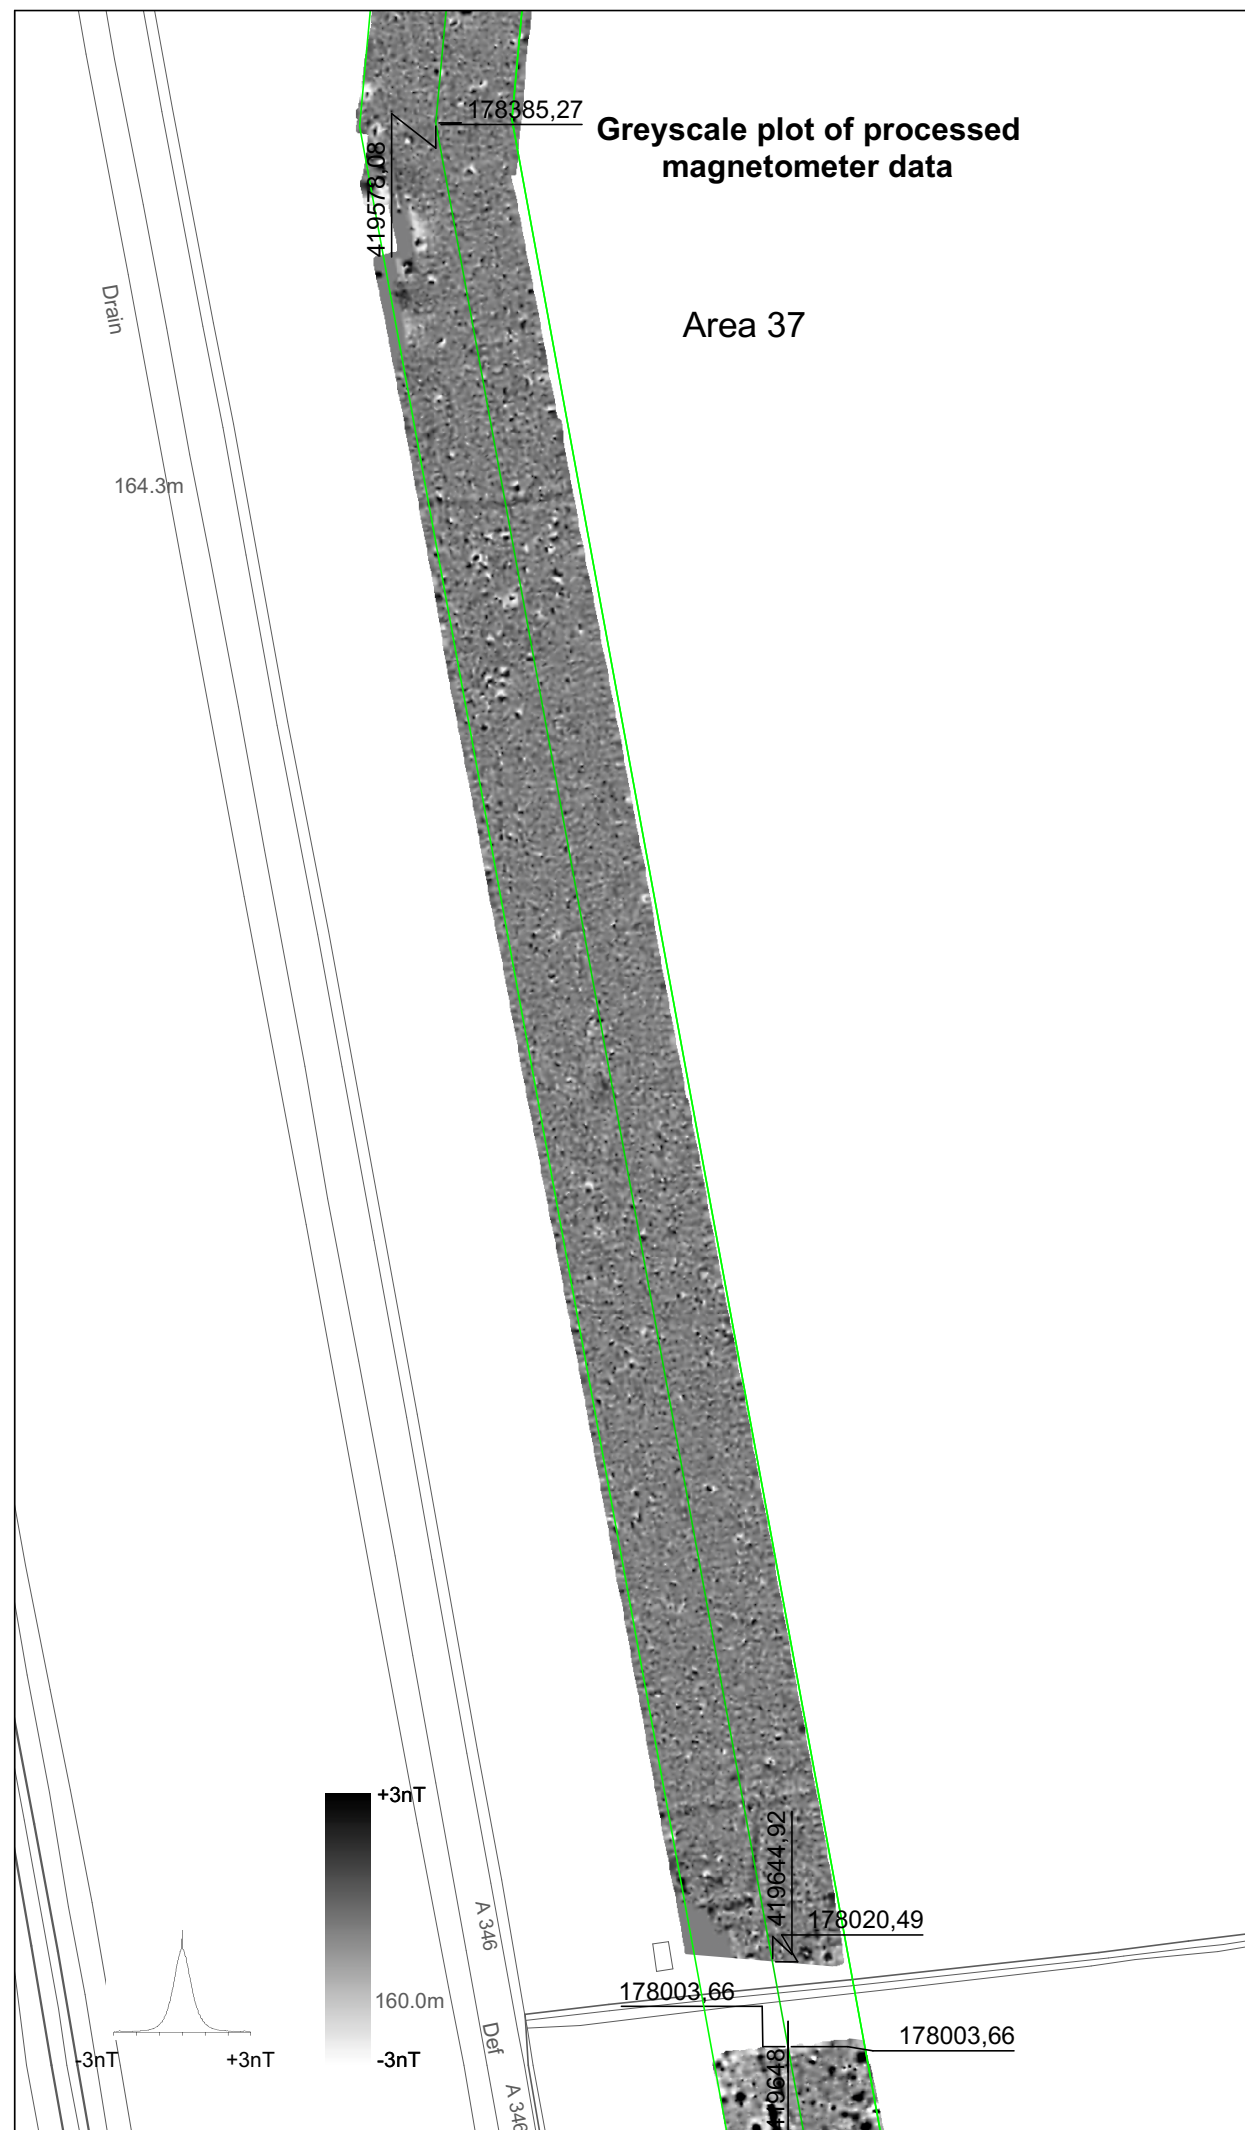 178385,27
Greyscale plot of processed
magnetometer data
419578,08
Drain
Area 37
164.3m
+3nT
419644,92
A 346
178020,49
178003,66
160.0m
Def
178003,66
-3nT
+3nT
-3nT
419648
A 346